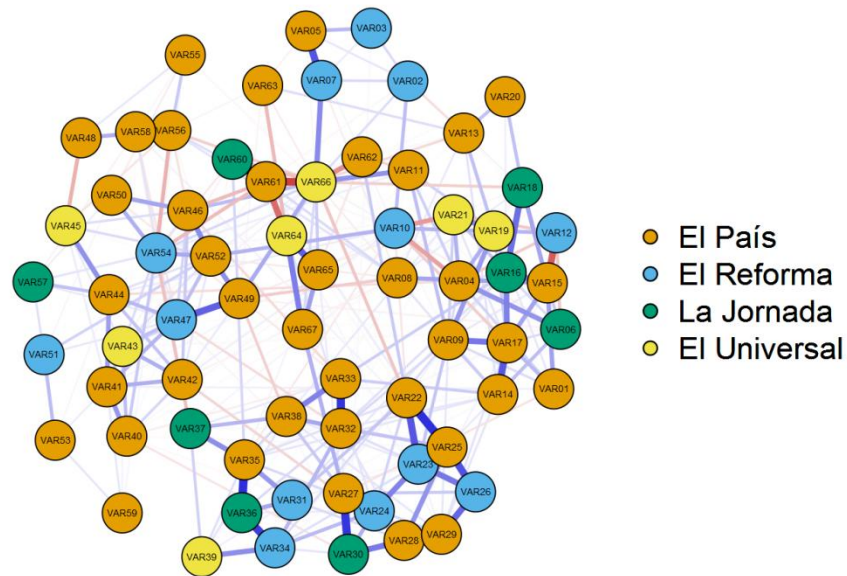 VAR05
VAR03
VAR55
VAR07
VAR02
VAR63
VAR20
VAR48
VAR58
VAR56
VAR13
VAR60
VAR62
VAR61
VAR66
VAR11
VAR18
VAR50
VAR46
VAR45
VAR64
VAR10
VAR21
VAR19
VAR12
VAR54
VAR52
VAR57
VAR65
VAR08
VAR04
VAR16
VAR15
VAR44
VAR49
VAR47
VAR67
VAR06
VAR51
VAR43
VAR09
VAR17
VAR41
VAR42
VAR33
VAR22
VAR14
VAR01
VAR53
VAR40
VAR37
VAR38
VAR32
VAR25
VAR35
VAR23
VAR59
VAR36
VAR31
VAR27
VAR24
VAR26
VAR39
VAR34
VAR30
VAR28
VAR29
El País
El Reforma
La Jornada
El Universal